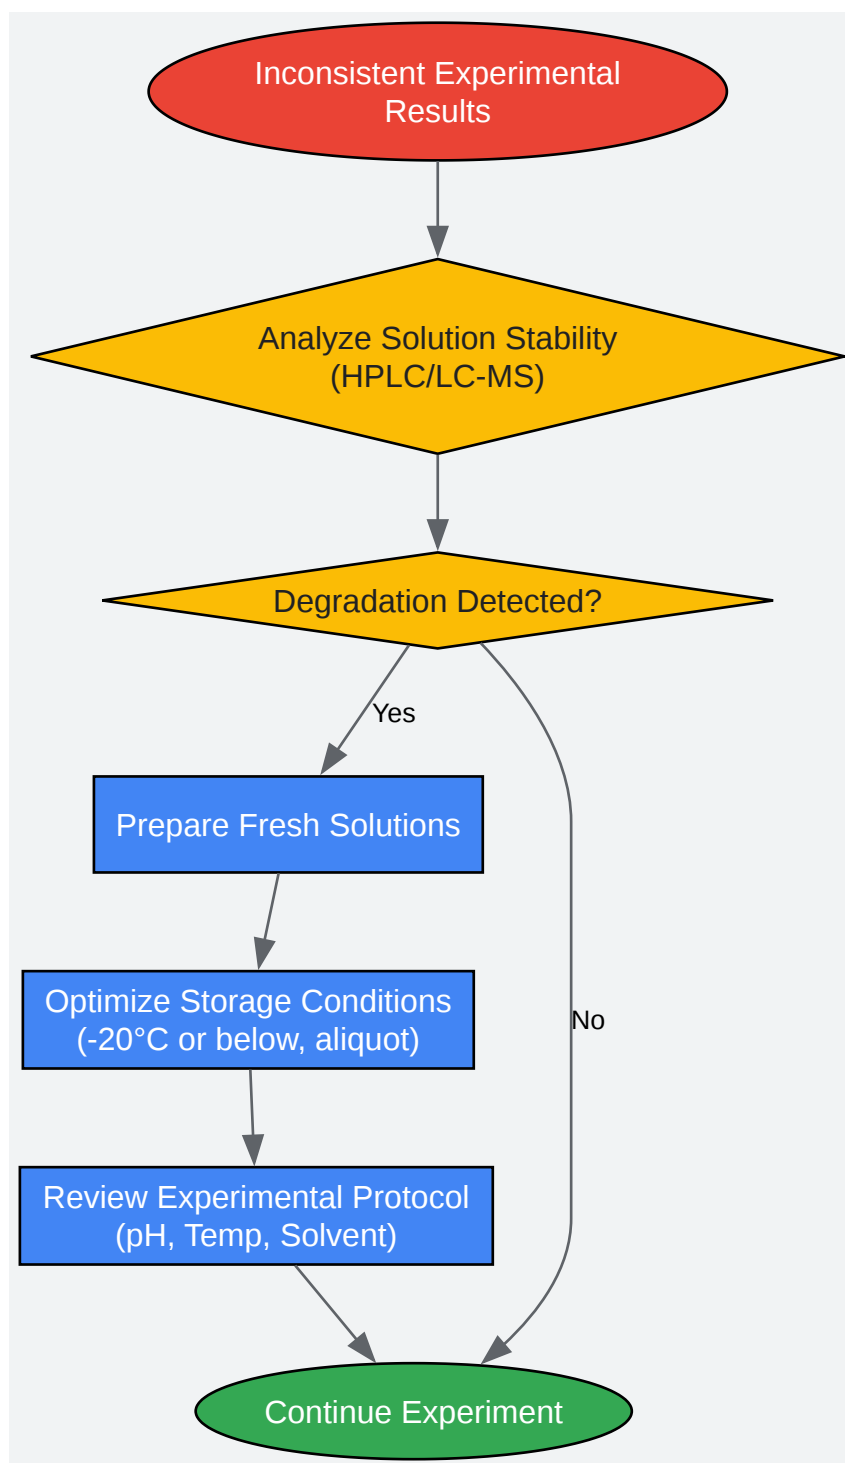 Inconsistent Experimental
Results
Analyze Solution Stability
(HPLC/LC-MS)
Degradation Detected?
Yes
Prepare Fresh Solutions
Optimize Storage Conditions
(-20°C or below, aliquot)
No
Review Experimental Protocol
(pH, Temp, Solvent)
Continue Experiment